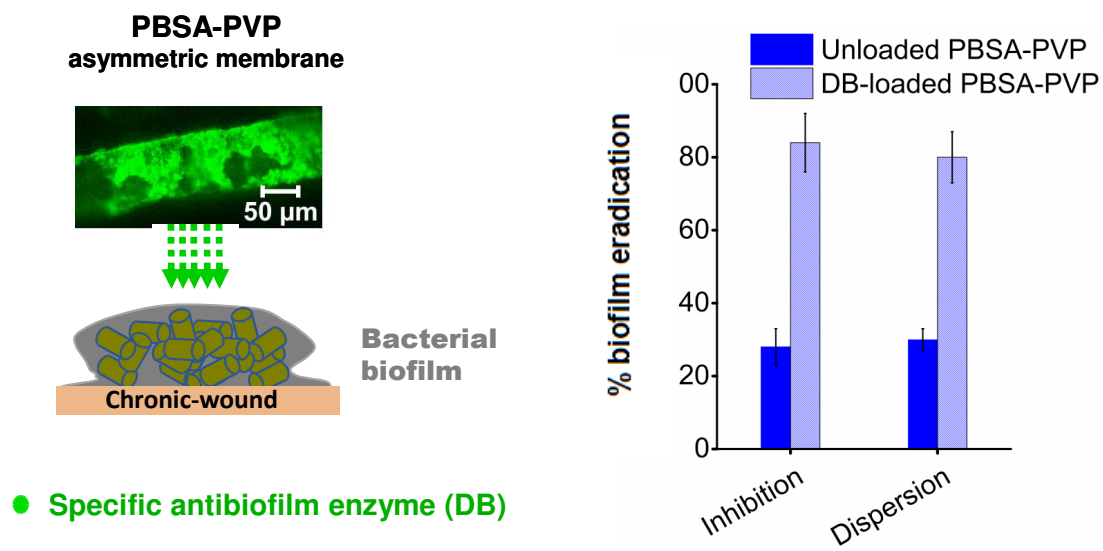 PBSA-PVP
asymmetric membrane
50 µm
Bacterial
biofilm
Chronic-wound
Specific antibiofilm enzyme (DB)
Unloaded PBSA-PVP
DB-loaded PBSA-PVP
% biofilm eradication
00
80
60
40
20
0
Inhibition
Dispersion